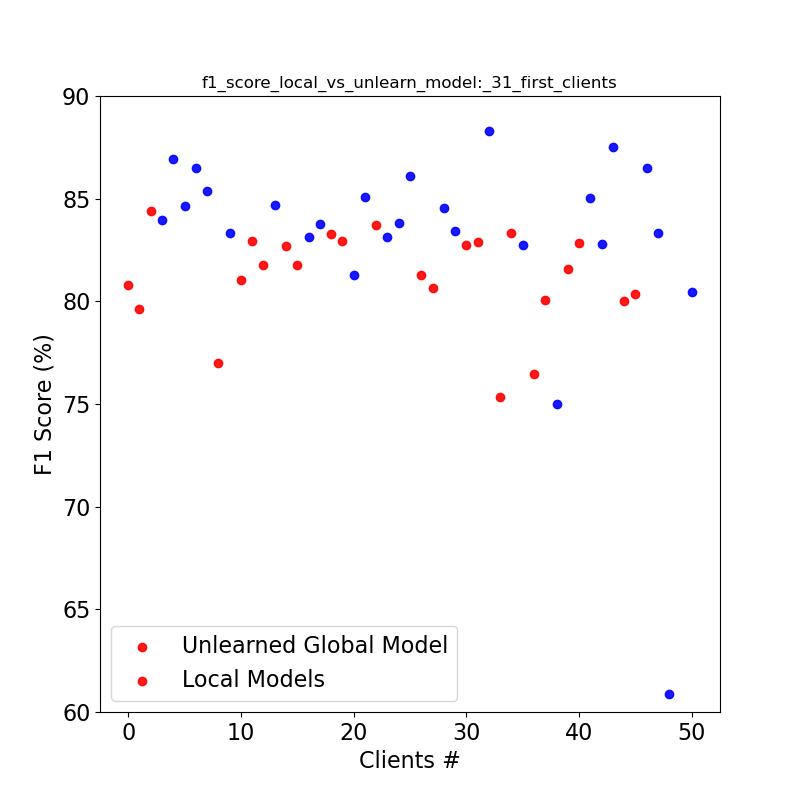 f1_score_local_vs_unlearn_model:_31_first_clients
90
85
80
75
70
65
60
F1 Score (%)
Unlearned Global Model
Local Models
0 10 20 30 40 50
Clients #